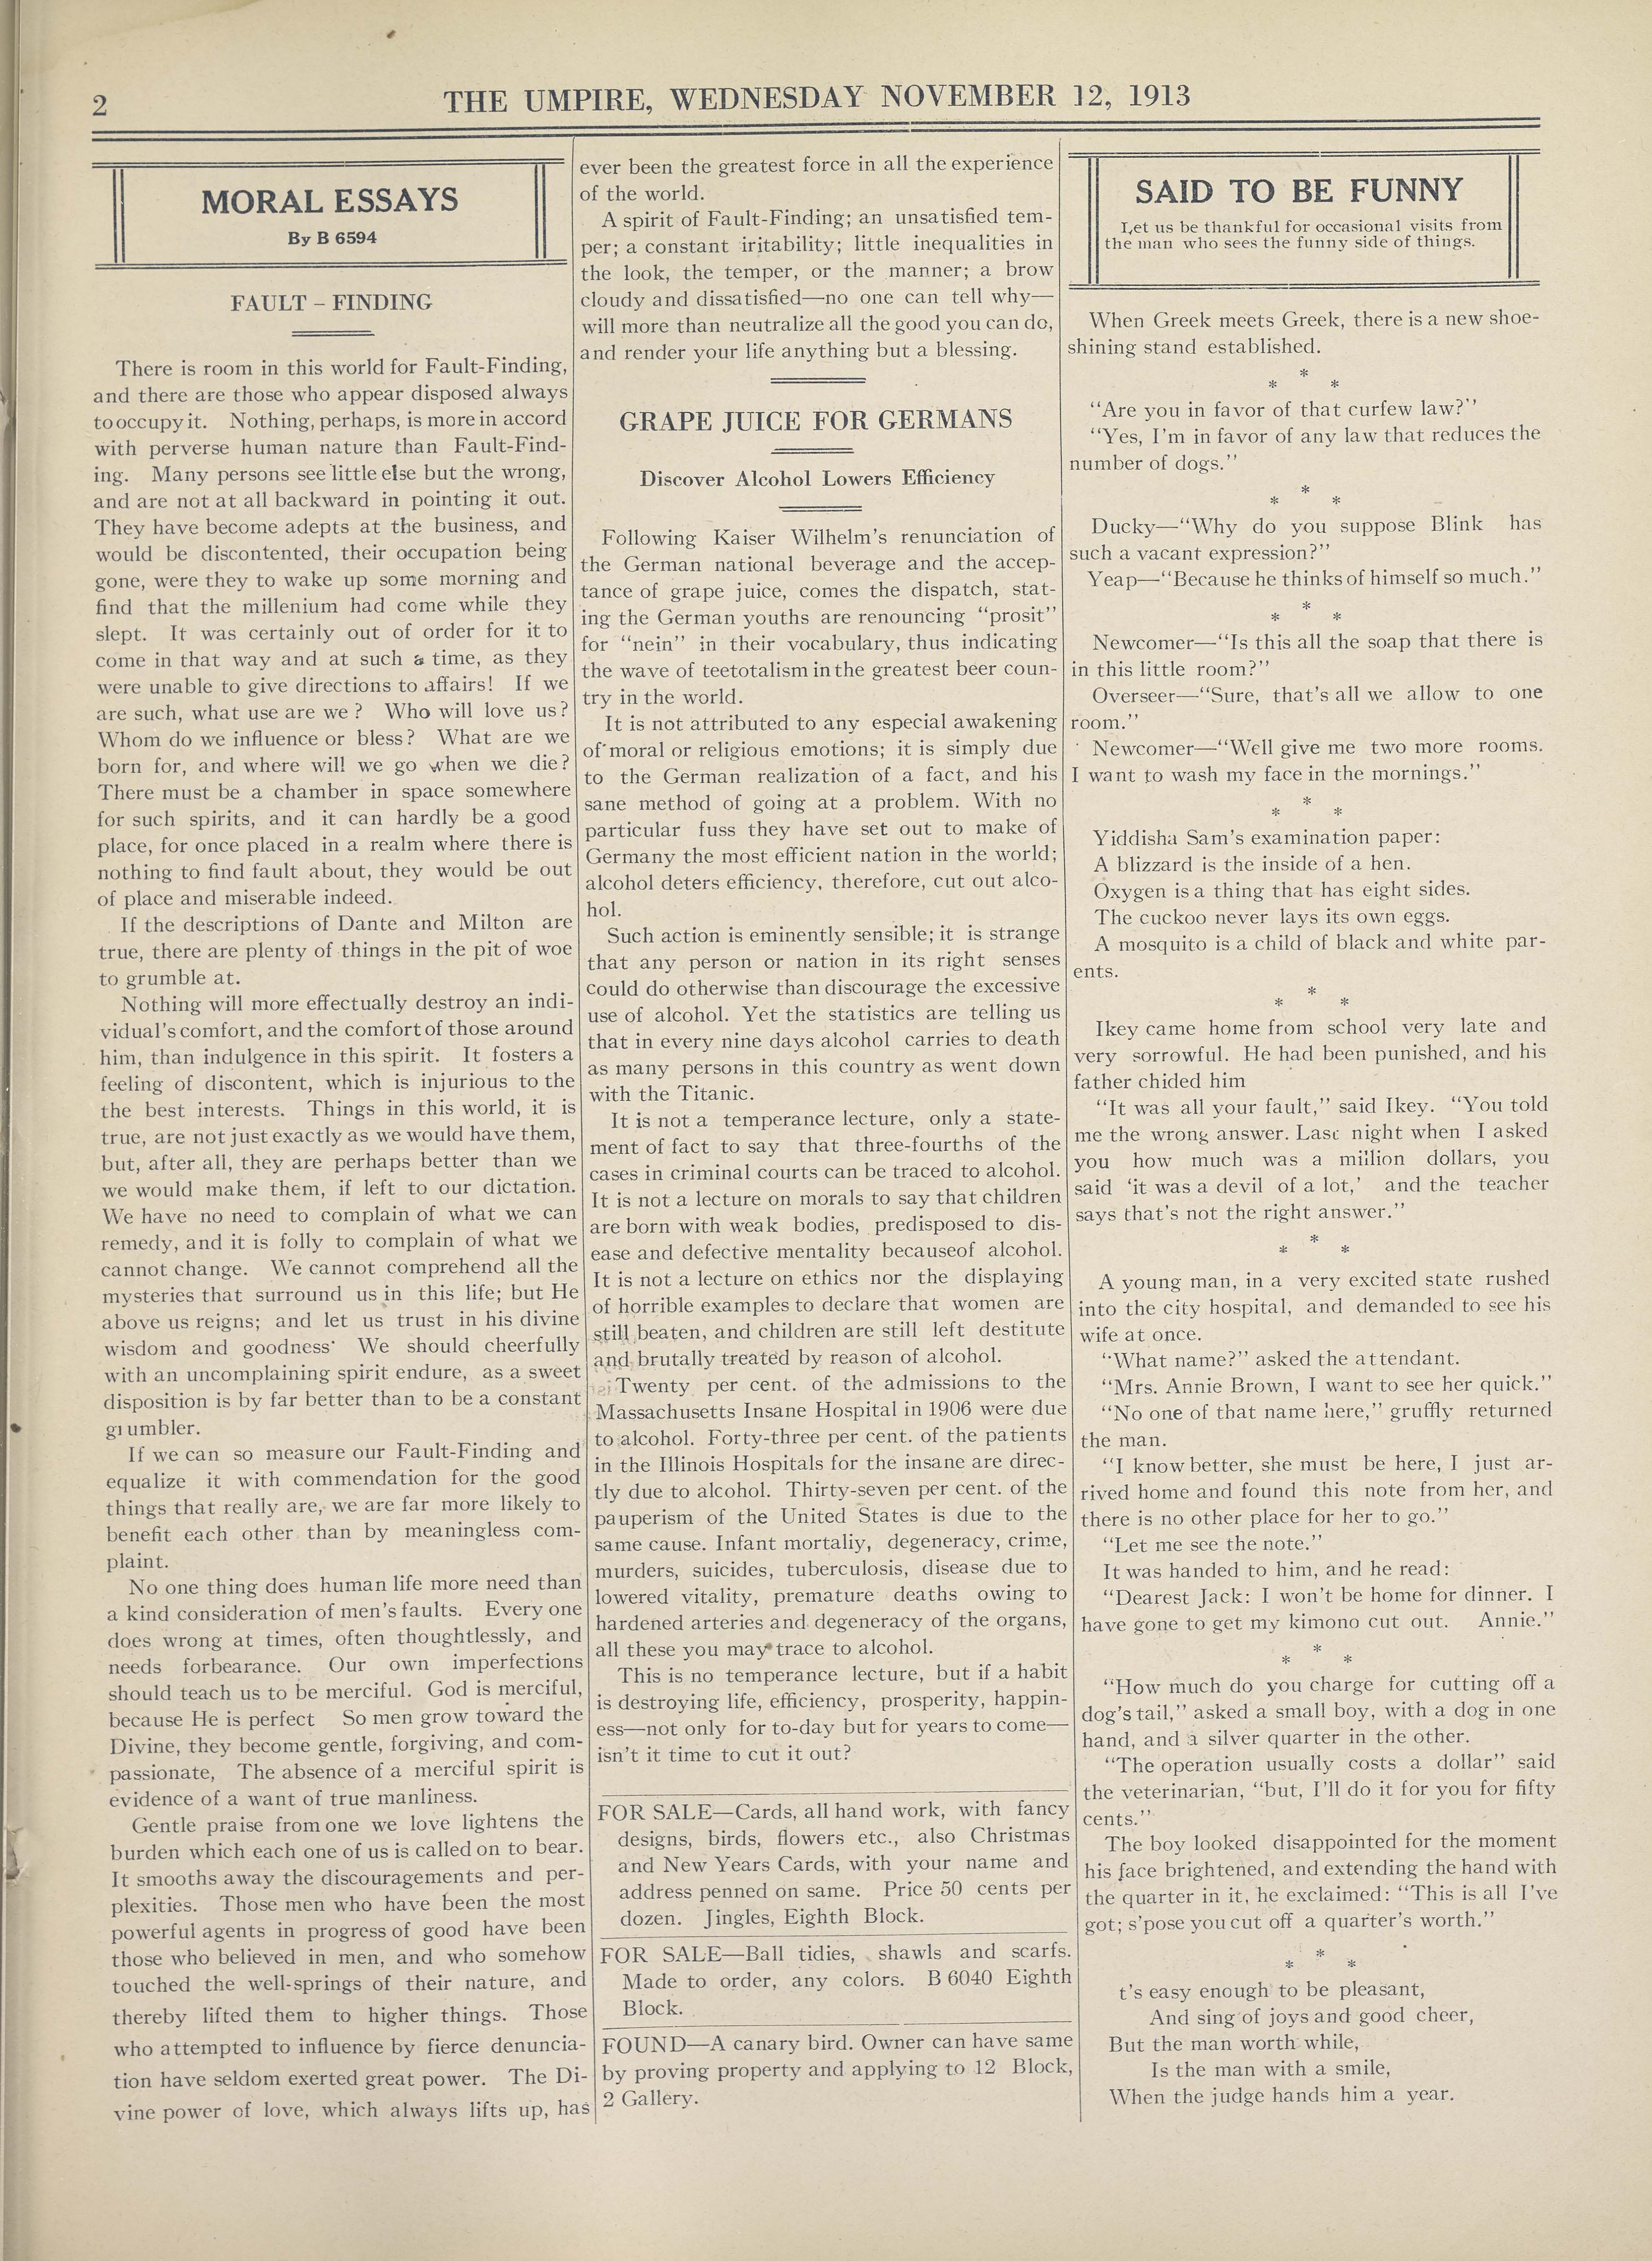 2
THE UMPIRE, WEDNESDAY NOVEMBER 12, 1913
MORAL ESSAYS
By B 6594
FAULT – FINDING
There is room in this world for Fault-Finding,
and there are those who appear disposed always
to occupy it. Nothing, perhaps, is more in accord
with perverse human nature than Fault-Find-
ing. Many persons see little else but the wrong,
and are not at all backward in pointing it out.
They have become adepts at the business, and
would be discontented, their occupation being
gone, were they to wake up some morning and
find that the millenium had come while they
slept. It was certainly out of order for it to
come in that way and at such a time, as they
were unable to give directions to affairs! If we
are such, what use are we? Who will love us?
Whom do we influence or bless? What are we
born for, and where will we go when we die?
There must be a chamber in space somewhere
for such spirits, and it can hardly be a good
place, for once placed in a realm where there is
nothing to find fault about, they would be out
of place and miserable indeed.
If the descriptions of Dante and Milton are
true, there are plenty of things in the pit of woe
to grumble at.
Nothing will more effectually destroy an indi-
vidual's comfort, and the comfort of those around
him, than indulgence in this spirit. It fosters a
feeling of discontent, which is injurious to the
the best interests. Things in this world, it is
true, are not just exactly as we would have them,
but, after all, they are perhaps better than we
we would make them, if left to our dictation.
We have no need to complain of what we can
remedy, and it is folly to complain of what we
cannot change. We cannot comprehend all the
mysteries that surround us in this life; but He
above us reigns; and let us trust in his divine
wisdom and goodness· We should cheerfully
with an uncomplaining spirit endure, as a sweet
disposition is by far better than to be a constant
grumbler.
If we can so measure our Fault-Finding and
equalize it with commendation for the good
things that really are, we are far more likely to
benefit each other than by meaningless com-
plaint.
No one thing does human life more need than
a kind consideration of men's faults. Every one
does wrong at times, often thoughtlessly, and
needs forbearance. Our own imperfections
should teach us to be merciful. God is merciful,
because He is perfect So men grow toward the
Divine, they become gentle, forgiving, and com-
passionate, The absence of a merciful spirit is
evidence of a want of true manliness.
Gentle praise from one we love lightens the
burden which each one of us is called on to bear.
It smooths away the discouragements and per-
plexities. Those men who have been the most
powerful agents in progress of good have been
those who believed in men, and who somehow
touched the well-springs of their nature, and
thereby lifted them to higher things. Those
who attempted to influence by fierce denuncia-
tion have seldom exerted great power. The Di-
vine power of love, which always lifts up, has
ever been the greatest force in all the experience
of the world.
A spirit of Fault-Finding; an unsatisfied tem-
per; a constant iritability; little inequalities in
the look, the temper, or the manner; a brow
cloudy and dissatisfied—no one can tell why—
will more than neutralize all the good you can do,
and render your life anything but a blessing.
GRAPE JUICE FOR GERMANS
Discover Alcohol Lowers Efficiency
Following Kaiser Wilhelm's renunciation of
the German national beverage and the accep-
tance of grape juice, comes the dispatch, stat-
ing the German youths are renouncing "prosit"
for "nein" in their vocabulary, thus indicating
the wave of teetotalism in the greatest beer coun-
try in the world.
It is not attributed to any especial awakening
of moral or religious emotions; it is simply due
to the German realization of a fact, and his
sane method of going at a problem. With no
particular fuss they have set out to make of
Germany the most efficient nation in the world;
alcohol deters efficiency, therefore, cut out alco-
hol.
Such action is eminently sensible; it is strange
that any person or nation in its right senses
could do otherwise than discourage the excessive
use of alcohol. Yet the statistics are telling us
that in every nine days alcohol carries to death
as many persons in this country as went down
with the Titanic.
It is not a temperance lecture, only a state-
ment of fact to say that three-fourths of the
cases in criminal courts can be traced to alcohol.
It is not a lecture on morals to say that children
are born with weak bodies, predisposed to dis-
ease and defective mentality becauseof alcohol.
It is not a lecture on ethics nor the displaying
of horrible examples to declare that women are
still beaten, and children are still left destitute
and brutally treated by reason of alcohol.
Twenty per cent. of the admissions to the
Massachusetts Insane Hospital in 1906 were due
to alcohol. Forty-three per cent. of the patients
in the Illinois Hospitals for the insane are direc-
tly due to alcohol. Thirty-seven per cent. of the
pauperism of the United States is due to the
same cause. Infant mortaliy, degeneracy, crime,
murders, suicides, tuberculosis, disease due to
lowered vitality, premature deaths owing to
hardened arteries and degeneracy of the organs,
all these you may trace to alcohol.
This is no temperance lecture, but if a habit
is destroying life, efficiency, prosperity, happin-
ess—not only for to-day but for years to come—
isn't it time to cut it out?
FOR SALE—Cards, all hand work, with fancy
designs, birds, flowers etc., also Christmas
and New Years Cards, with your name and
address penned on same. Price 50 cents per
dozen. Jingles, Eighth Block.
FOR SALE—Ball tidies, shawls and scarfs.
Made to order, any colors. B 6040 Eighth
Block.
FOUND—A canary bird. Owner can have same
by proving property and applying to 12 Block,
2 Gallery.
SAID TO BE FUNNY
Let us be thankful for occasional visits from
the man who sees the funny side of things.
When Greek meets Greek, there is a new shoe-
shining stand established.
*
* *
"Are you in favor of that curfew law?"
"Yes, I'm in favor of any law that reduces the
number of dogs."
*
* *
Ducky—"Why do you suppose Blink has
such a vacant expression?"
Yeap—"Because he thinks of himself so much."
*
* *
Newcomer—"Is this all the soap that there is
in this little room?"
Overseer—"Sure, that's all we allow to one
room."
Newcomer—"Well give me two more rooms.
I want to wash my face in the mornings."
*
* *
Yiddisha Sam's examination paper:
A blizzard is the inside of a hen.
Oxygen is a thing that has eight sides.
The cuckoo never lays its own eggs.
A mosquito is a child of black and white par-
ents.
*
* *
Ikey came home from school very late and
very sorrowful. He had been punished, and his
father chided him
"It was all your fault," said Ikey. "You told
me the wrong answer. Last night when I asked
you how much was a million dollars, you
said 'it was a devil of a lot,' and the teacher
says that's not the right answer."
*
* *
A young man, in a very excited state rushed
into the city hospital, and demanded to see his
wife at once.
"What name?" asked the attendant.
"Mrs. Annie Brown, I want to see her quick."
"No one of that name here," gruffly returned
the man.
"I know better, she must be here, I just ar-
rived home and found this note from her, and
there is no other place for her to go."
"Let me see the note."
It was handed to him, and he read:
"Dearest Jack: I won't be home for dinner. I
have gone to get my kimono cut out. Annie."
*
* *
"How much do you charge for cutting off a
dog's tail," asked a small boy, with a dog in one
hand, and a silver quarter in the other.
"The operation usually costs a dollar" said
the veterinarian, "but, I'll do it for you for fifty
cents."
The boy looked disappointed for the moment
his face brightened, and extending the hand with
the quarter in it, he exclaimed: "This is all I've
got; s'pose you cut off a quarter's worth."
*
* *
t's easy enough to be pleasant,
And sing of joys and good cheer,
But the man worth while,
Is the man with a smile,
When the judge hands him a year.